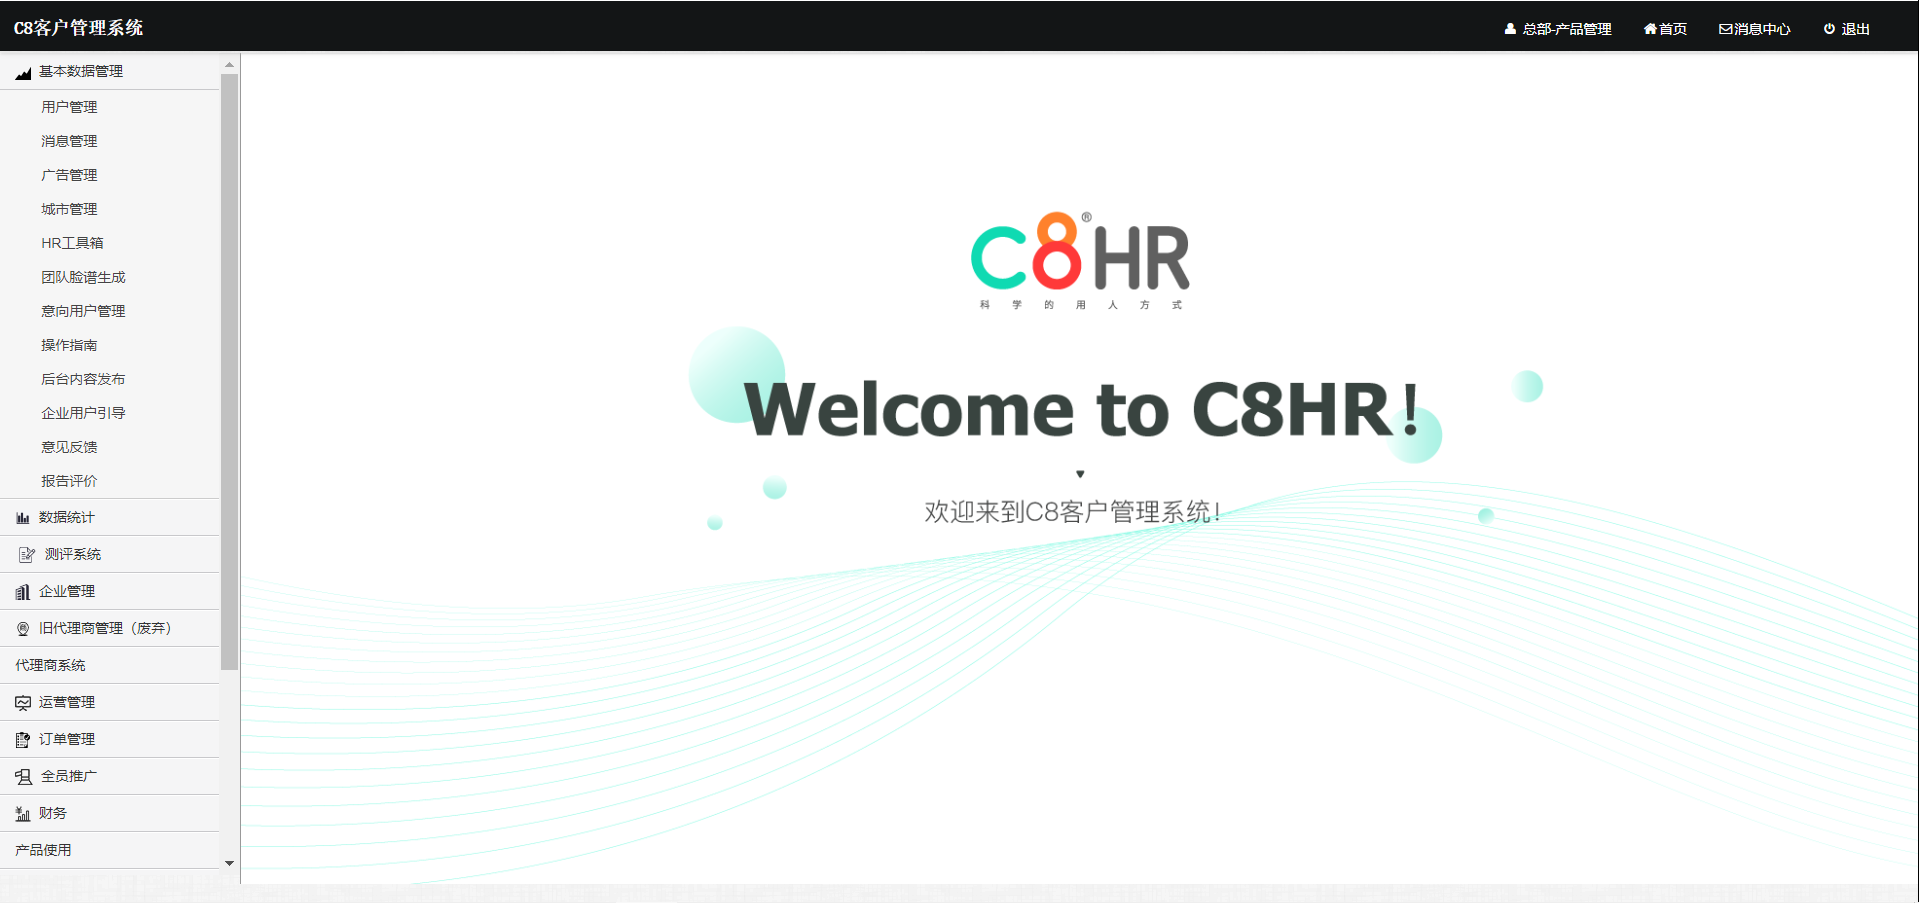 C8客户管理系统
总部-产品管理 首页 消息中心 退出
基本数据管理
用户管理
消息管理
广告管理
城市管理
HR工具箱
团队脸谱生成
意向用户管理
操作指南
后台内容发布
企业用户引导
意见反馈
报告评价
数据统计
测评系统
企业管理
旧代理商管理（废弃）
代理商系统
运营管理
订单管理
全员推广
财务
产品使用
C8HR®
科学的用人方式
Welcome to C8HR!
欢迎来到C8客户管理系统!